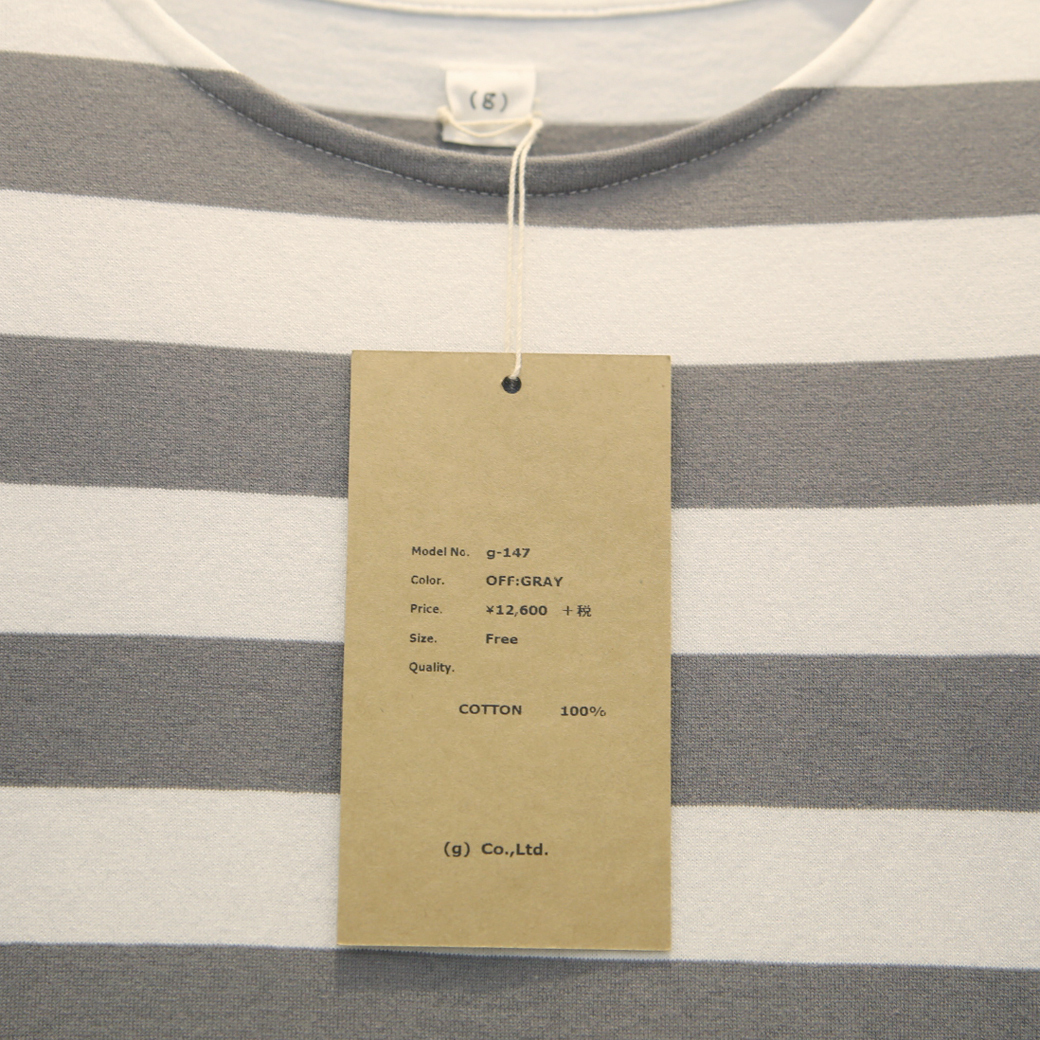 (g)
Model No. g-147
Color. OFF:GRAY
Price. ¥12,600 +税
Size. Free
Quality.
COTTON 100%
(g) Co.,Ltd.